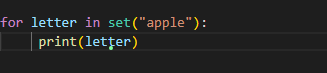 for letter in set("apple"):
    print(letter)